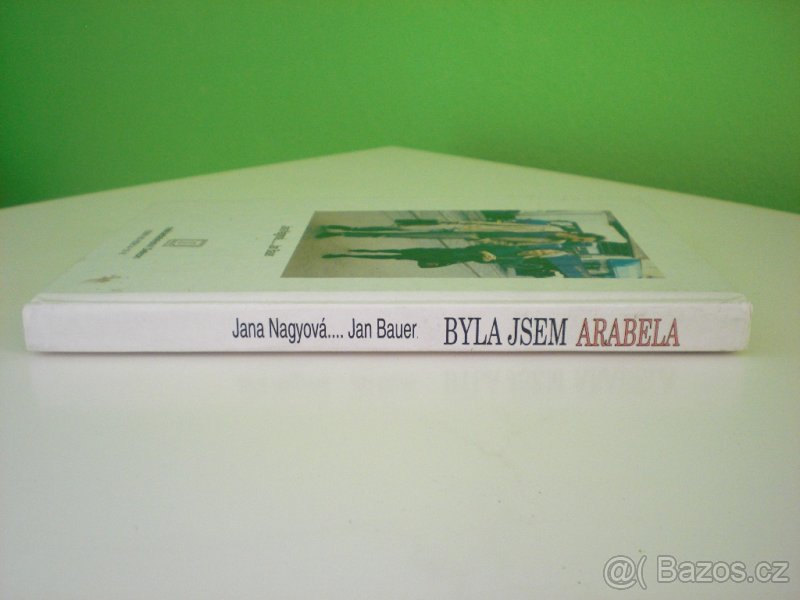 Jana Nagyová.... Jan Bauer BYLA JSEM ARABELA
@( Bazos.cz